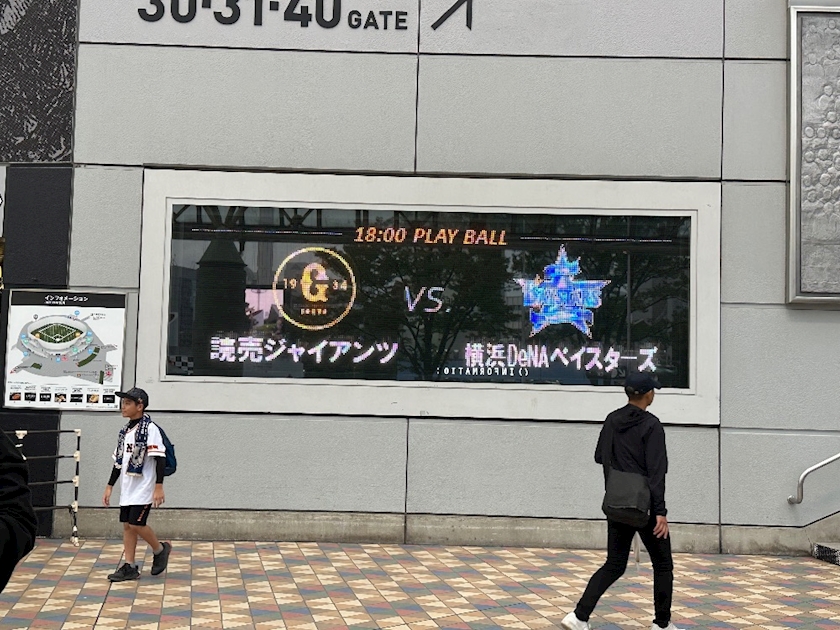 30·31·40 GATE
18:00 PLAY BALL
19 G 34
VS.
読売ジャイアンツ
横浜DeNAベイスターズ
インフォメーション